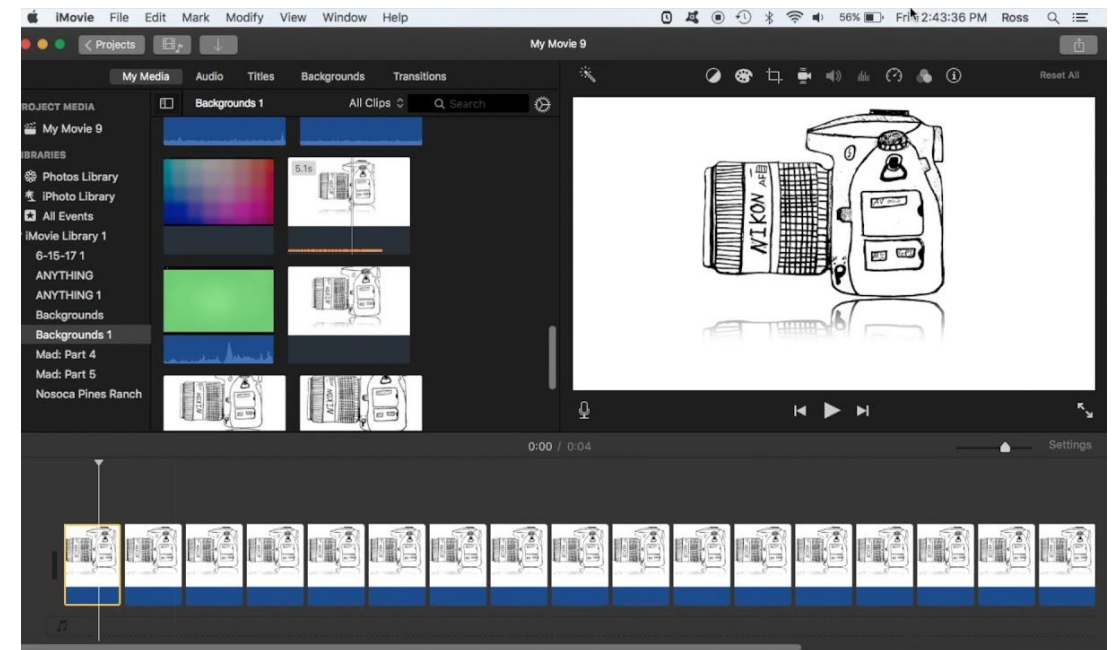 iMovie File Edit Mark Modify View Window Help 56% Fri 2:43:36 PM Ross
Projects My Movie 9
My Media Audio Titles Backgrounds Transitions Reset All
ROJECT MEDIA Backgrounds 1 All Clips Search
My Movie 9
IBRARIES
Photos Library
iPhoto Library
All Events
iMovie Library 1
6-15-17 1
ANYTHING
ANYTHING 1
Backgrounds
Backgrounds 1
Mad: Part 4
Mad: Part 5
Nosoca Pines Ranch
5.1s
NIKON
AF
P.
0:00 / 0:04 Settings